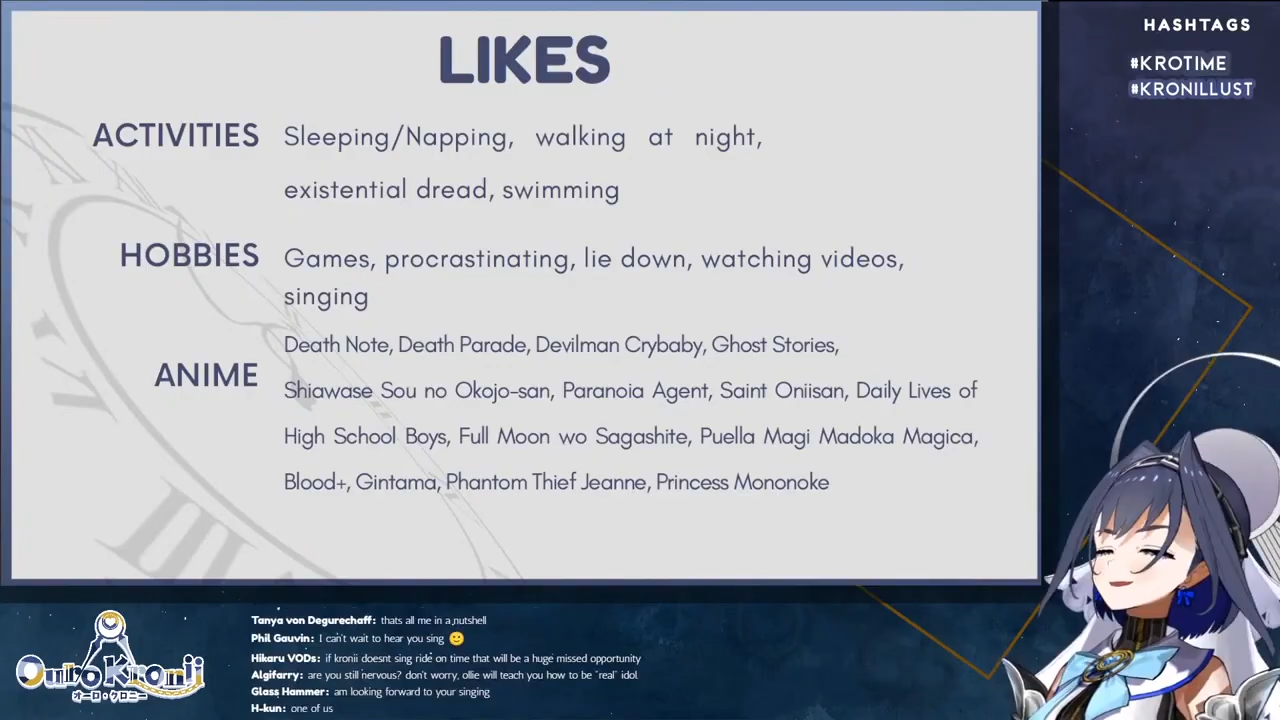 LIKES
HASHTAGS
#KROTIME
#KRONILLUST
ACTIVITIES
Sleeping/Napping, walking at night,
existential dread, swimming
HOBBIES
Games, procrastinating, lie down, watching videos,
singing
ANIME
Death Note, Death Parade, Devilman Crybaby, Ghost Stories,
Shiawase Sou no Okojo-san, Paranoia Agent, Saint Oniisan, Daily Lives of
High School Boys, Full Moon wo Sagashite, Puella Magi Madoka Magica,
Blood+, Gintama, Phantom Thief Jeanne, Princess Mononoke
Ouro Kronii
オーロ・クロニー
Tanya von Degurechaff: thats all me in a nutshell
Phil Gauvin: I can't wait to hear you sing 🙂
Hikaru VODs: if kronii doesnt sing ride on time that will be a huge missed opportunity
Algifarry: are you still nervous? don't worry, ollie will teach you how to be "real" idol.
Glass Hammer: am looking forward to your singing
H-kun: one of us